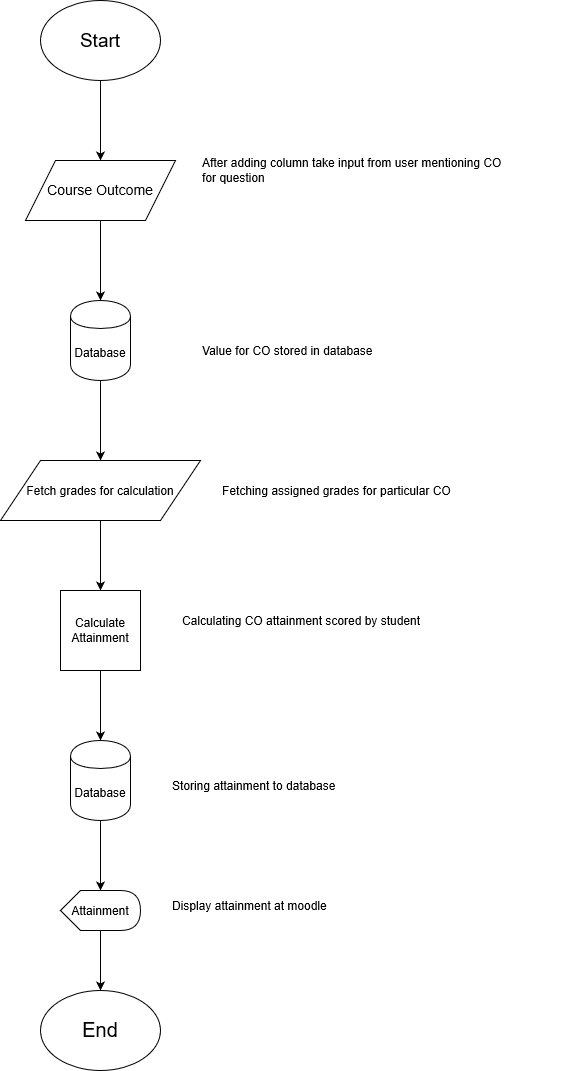 Start
Course Outcome
After adding column take input from user mentioning CO
for question
Database
Value for CO stored in database
Fetch grades for calculation
Fetching assigned grades for particular CO
Calculate
Attainment
Calculating CO attainment scored by student
Database
Storing attainment to database
Attainment
Display attainment at moodle
End